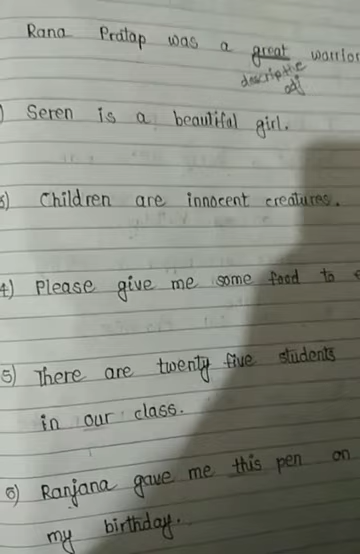 Rana Pratap was a great warrior
descriptive
adj
) Seren is a beautiful girl.
3) Children are innocent creatures.
4) Please give me some food to
5) There are twenty five students
in our class.
6) Ranjana gave me this pen on
my birthday.